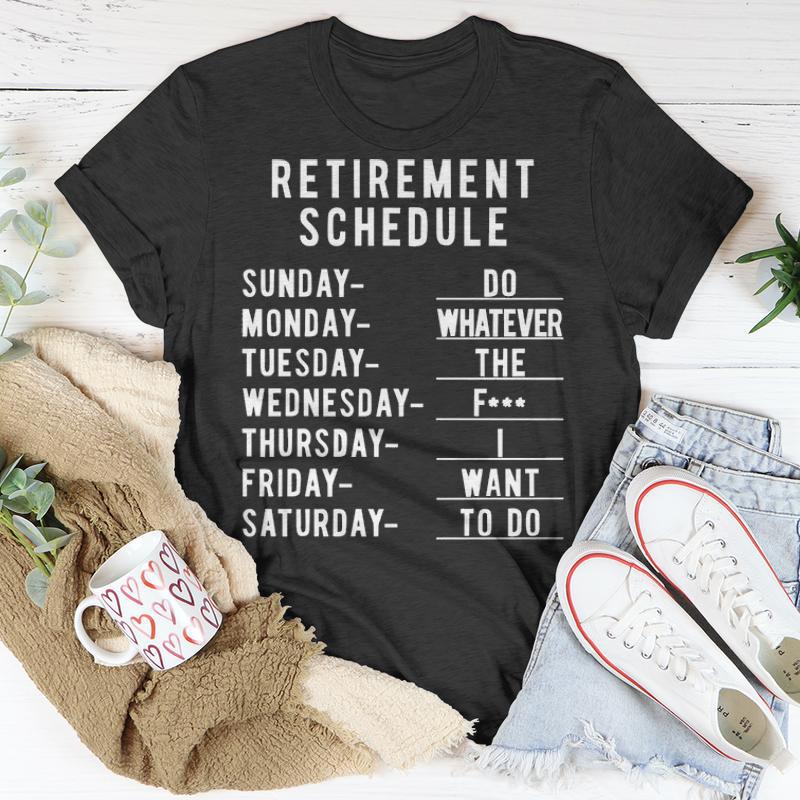 RETIREMENT
SCHEDULE
SUNDAY- DO
MONDAY- WHATEVER
TUESDAY- THE
WEDNESDAY- F***
THURSDAY- I
FRIDAY- WANT
SATURDAY- TO DO